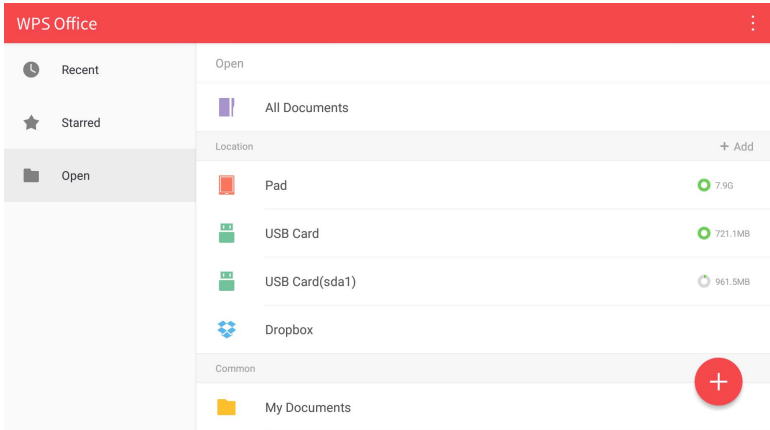 WPS Office
Recent
Starred
Open
Open
All Documents
Location
+ Add
Pad
7.9G
USB Card
721.1MB
USB Card(sda1)
961.5MB
Dropbox
Common
My Documents